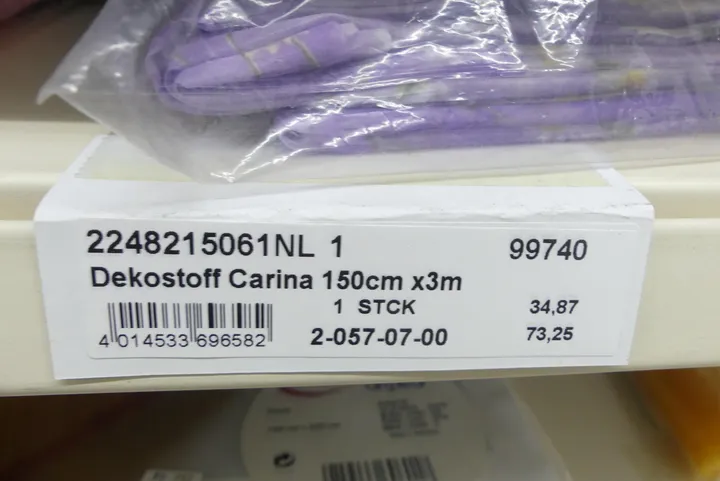 2248215061NL 1 99740
Dekostoff Carina 150cm x3m
1 STCK 34,87
4 014533 696582 2-057-07-00 73,25